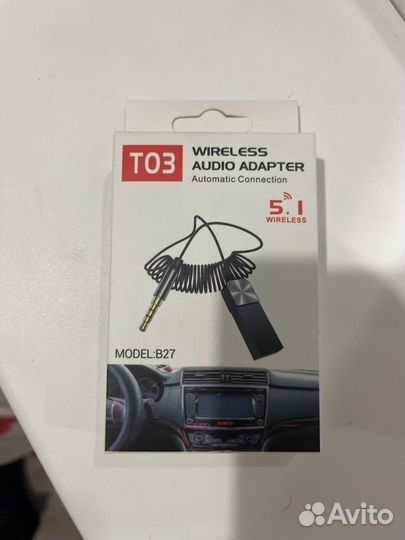 T03
WIRELESS
AUDIO ADAPTER
Automatic Connection
5.1
WIRELESS
MODEL:B27
Avito